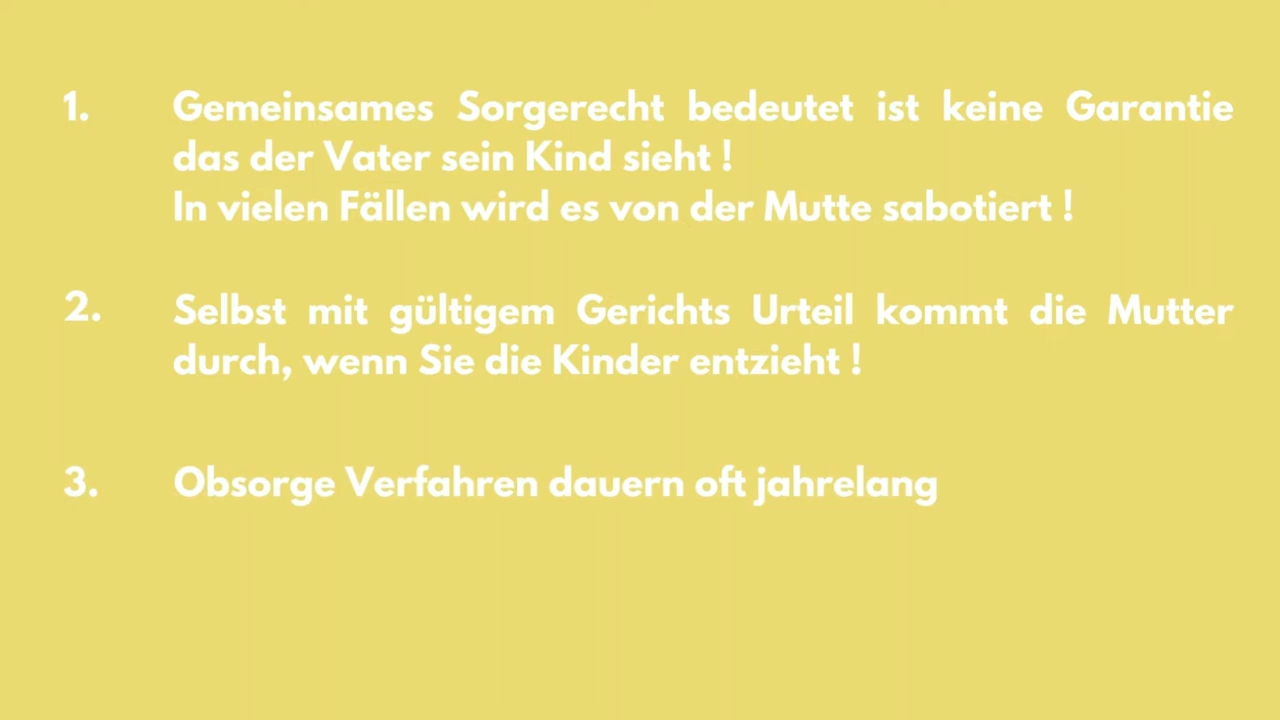 1. Gemeinsames Sorgerecht bedeutet ist keine Garantie
das der Vater sein Kind sieht !
In vielen Fällen wird es von der Mutte sabotiert !
2. Selbst mit gültigem Gerichts Urteil kommt die Mutter
durch, wenn Sie die Kinder entzieht !
3. Obsorge Verfahren dauern oft jahrelang